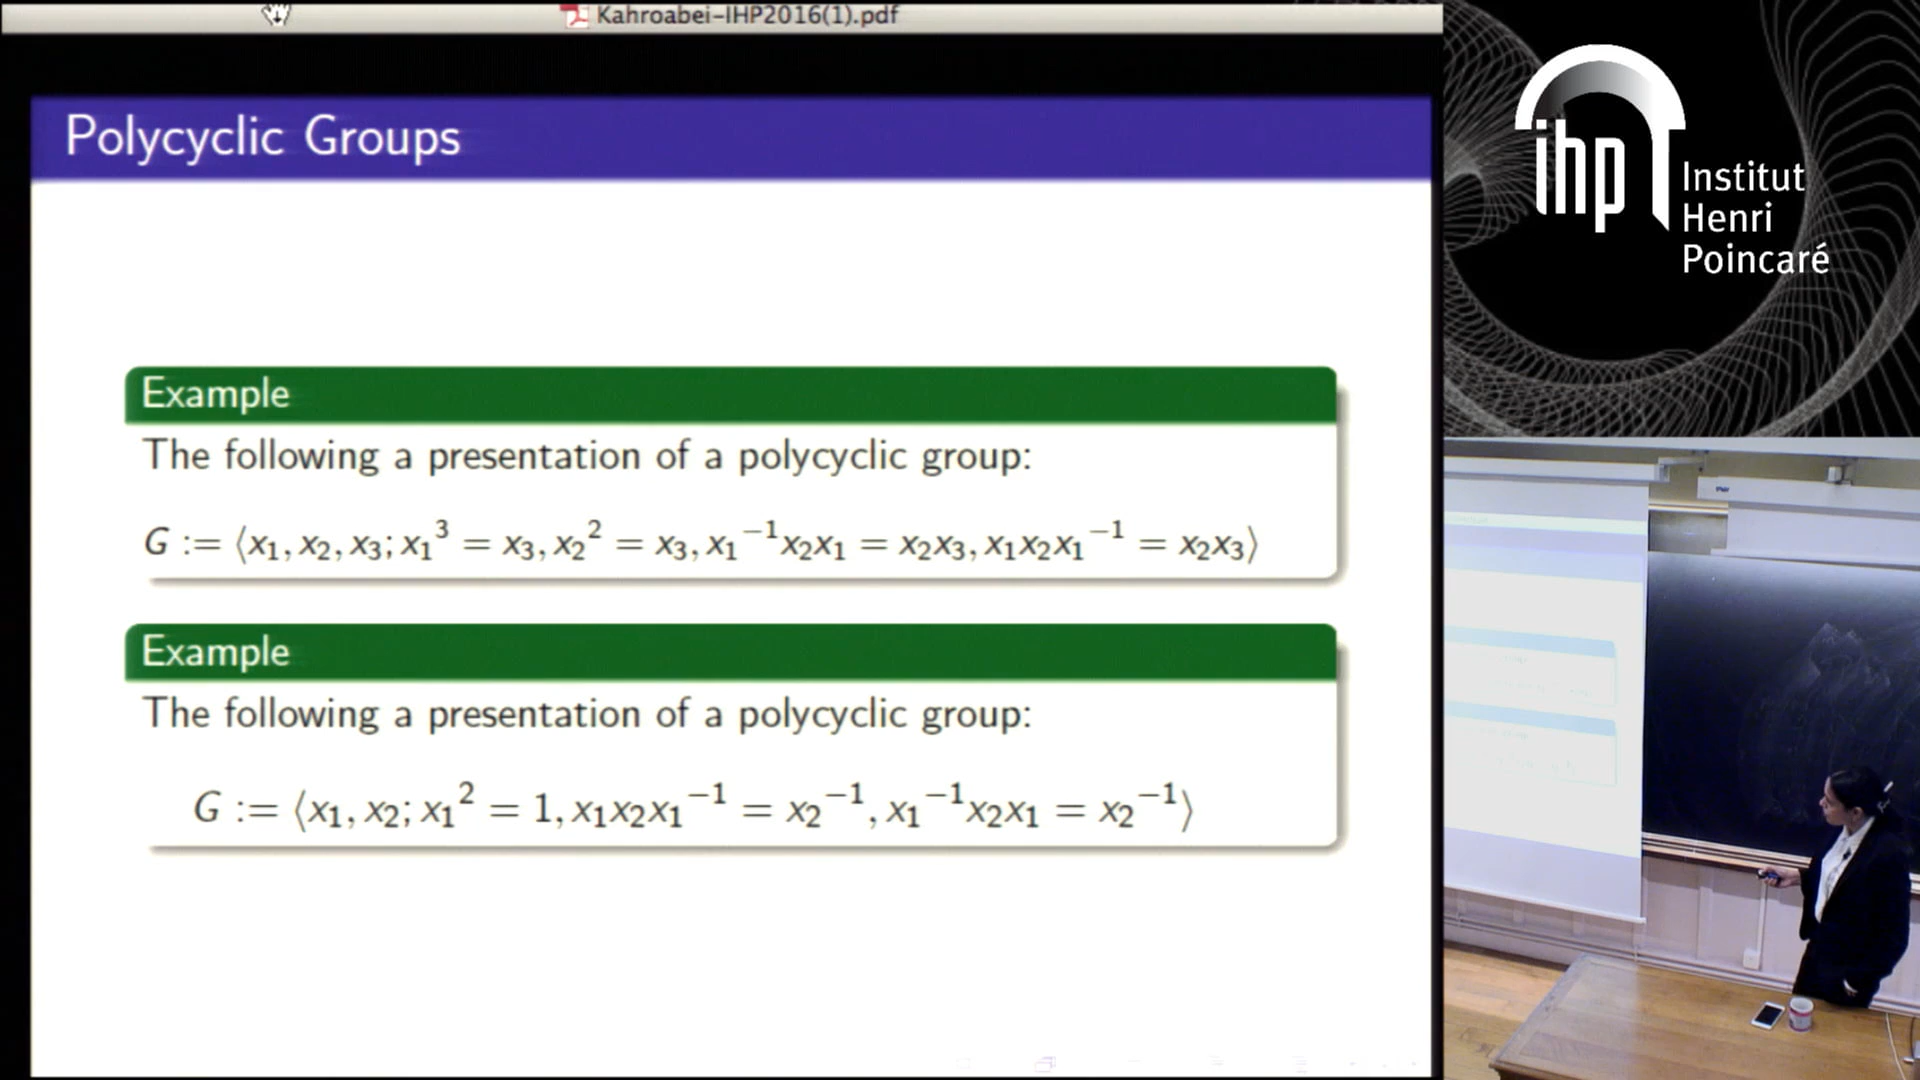 Kahroabei-IHP2016(1).pdf
Polycyclic Groups
Example
The following a presentation of a polycyclic group:
G := ⟨x₁, x₂, x₃; x₁³ = x₃, x₂² = x₃, x₁⁻¹x₂x₁ = x₂x₃, x₁x₂x₁⁻¹ = x₂x₃⟩
Example
The following a presentation of a polycyclic group:
G := ⟨x₁, x₂; x₁² = 1, x₁x₂x₁⁻¹ = x₂⁻¹, x₁⁻¹x₂x₁ = x₂⁻¹⟩
ihp
Institut
Henri
Poincaré